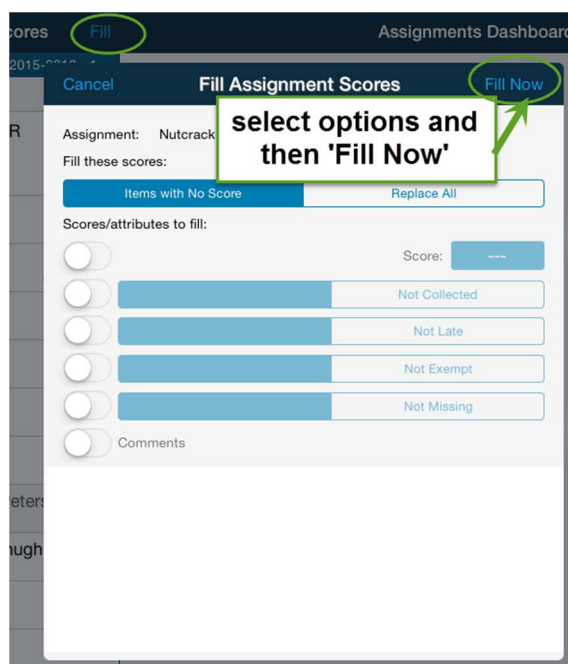 cores Fill Assignments Dashboard
2015-2016 - 1
Cancel Fill Assignment Scores Fill Now
R
select options and
then 'Fill Now'
Assignment: Nutcrack
Fill these scores:
Items with No Score Replace All
Scores/attributes to fill:
Score: ---
Not Collected
Not Late
Not Exempt
Not Missing
Comments
eters
ugh